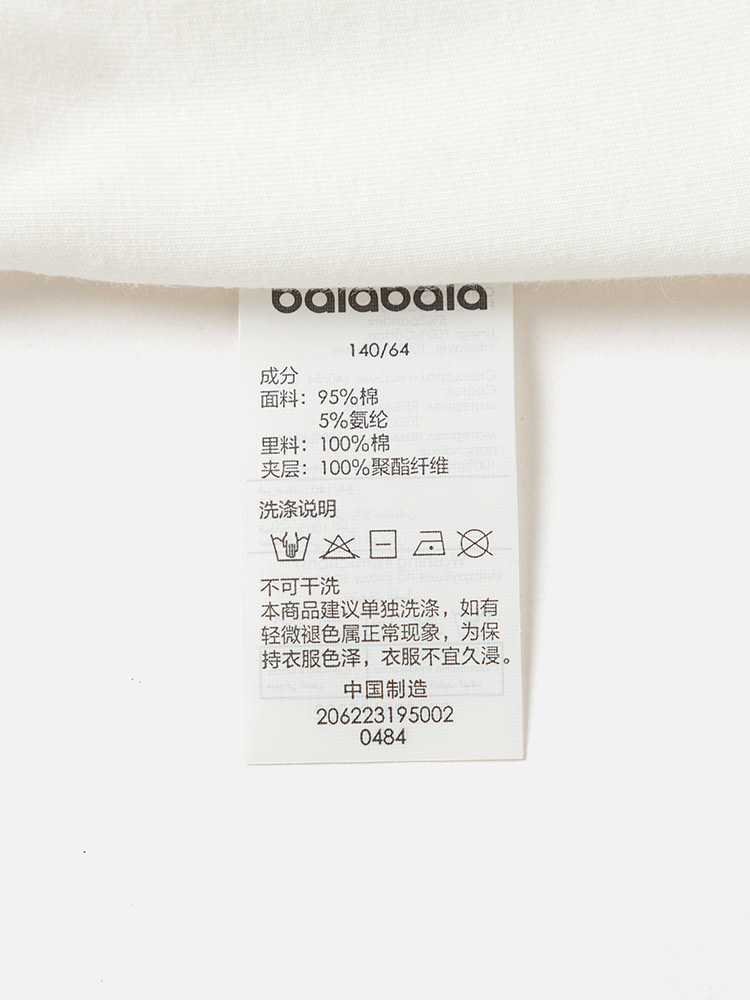 balabala
140/64
成分
面料：95%棉
5%氨纶
里料：100%棉
夹层：100%聚酯纤维
洗涤说明
不可干洗
本商品建议单独洗涤，如有
轻微褪色属正常现象，为保
持衣服色泽，衣服不宜久浸。
中国制造
206223195002
0484